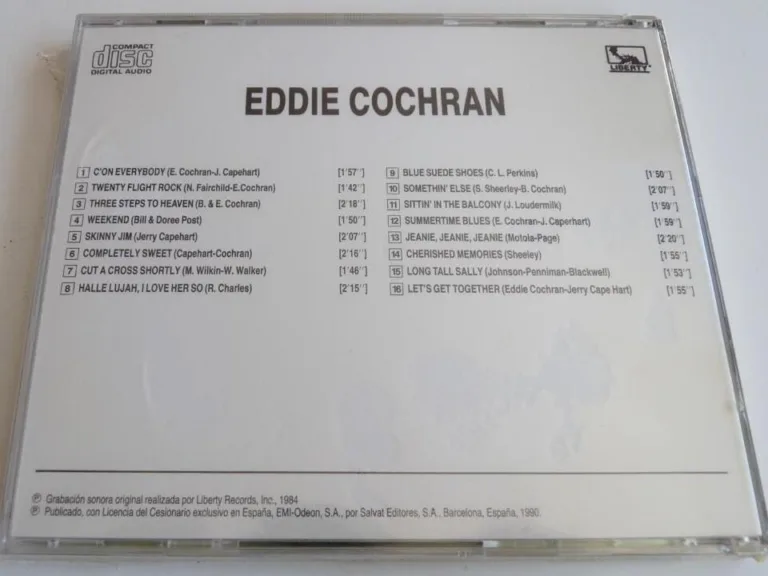 COMPACT
disc
DIGITAL AUDIO
LIBERTY
EDDIE COCHRAN
1 C'ON EVERYBODY (E. Cochran-J. Capehart) [1'57'']
2 TWENTY FLIGHT ROCK (N. Fairchild-E.Cochran) [1'42'']
3 THREE STEPS TO HEAVEN (B. & E. Cochran) [2'18'']
4 WEEKEND (Bill & Doree Post) [1'50'']
5 SKINNY JIM (Jerry Capehart) [2'07'']
6 COMPLETELY SWEET (Capehart-Cochran) [2'16'']
7 CUT A CROSS SHORTLY (M. Wilkin-W. Walker) [1'46'']
8 HALLE LUJAH, I LOVE HER SO (R. Charles) [2'15'']
9 BLUE SUEDE SHOES (C. L. Perkins) [1'50'']
10 SOMETHIN' ELSE (S. Sheerley-B. Cochran) [2'07'']
11 SITTIN' IN THE BALCONY (J. Loudermilk) [1'59'']
12 SUMMERTIME BLUES (E. Cochran-J. Caperhart) [1'59'']
13 JEANIE, JEANIE, JEANIE (Motola-Page) [2'20'']
14 CHERISHED MEMORIES (Sheeley) [1'55'']
15 LONG TALL SALLY (Johnson-Penniman-Blackwell) [1'53'']
16 LET'S GET TOGETHER (Eddie Cochran-Jerry Cape Hart) [1'55'']
℗ Grabación sonora original realizada por Liberty Records, Inc., 1984
℗ Publicado, con Licencia del Cesionario exclusivo en España, EMI-Odeon, S.A., por Salvat Editores, S.A., Barcelona, España, 1990.